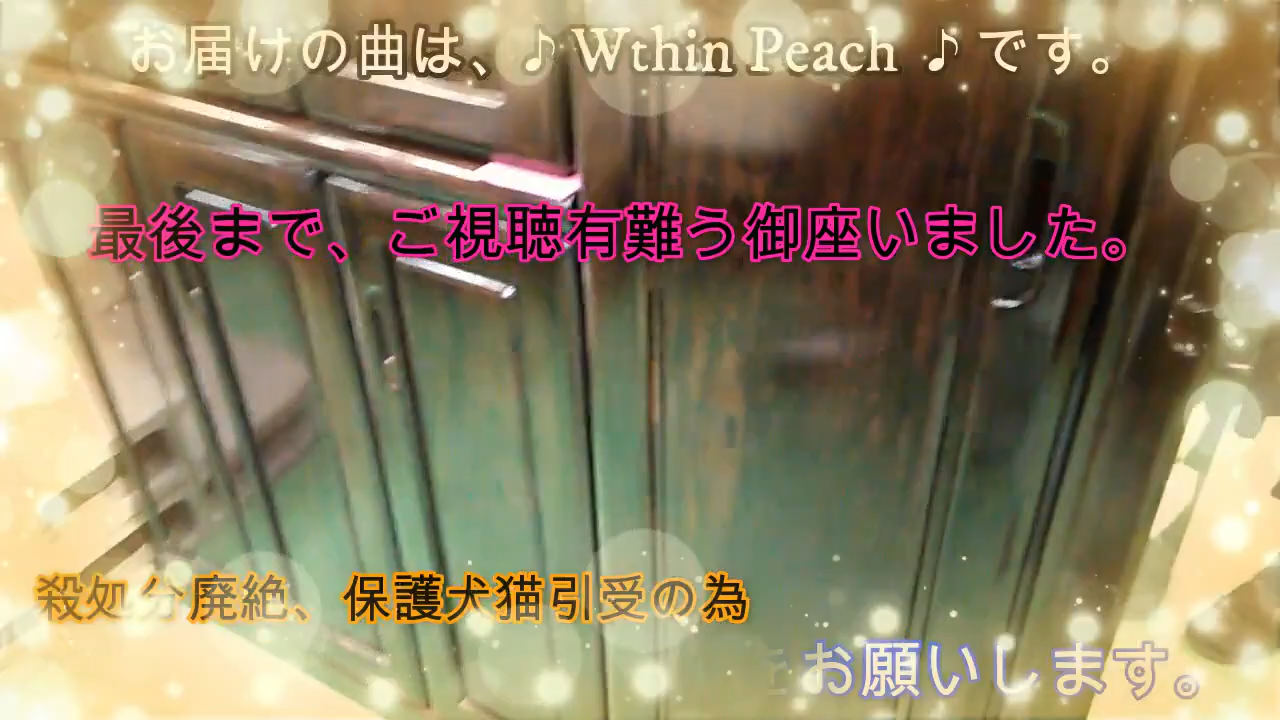 お届けの曲は、♪Wthin Peach ♪です。
最後まで、ご視聴有難う御座いました。
殺処分廃絶、保護犬猫引受の為
をお願いします。